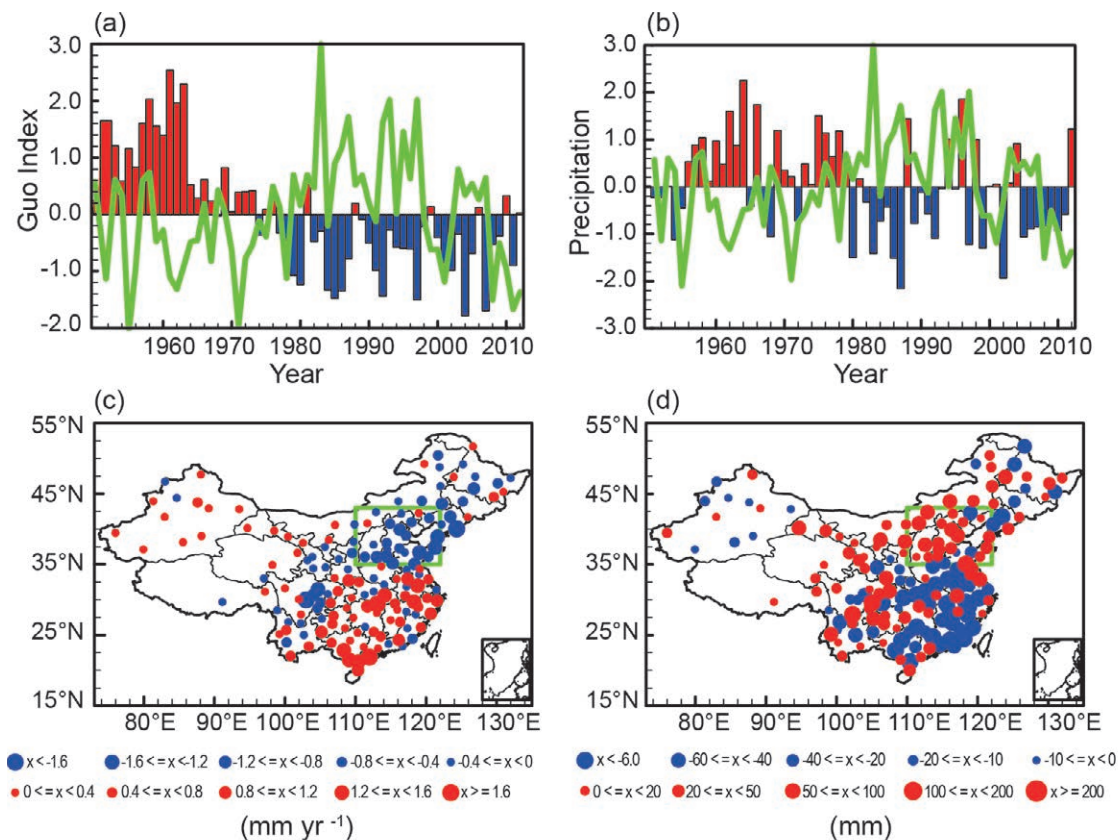 (a)
3.0
2.0
1.0
0.0
-1.0
-2.0
Guo Index
1960 1970 1980 1990 2000 2010
Year
(b)
3.0
2.0
1.0
0.0
-1.0
-2.0
-3.0
Precipitation
1960 1970 1980 1990 2000 2010
Year
(c)
55°N
45°N
35°N
25°N
15°N
80°E 90°E 100°E 110°E 120°E 130°E
x < -1.6 -1.6 < = x < -1.2 -1.2 < = x < -0.8 -0.8 < = x < -0.4 -0.4 < = x < 0
0 < = x < 0.4 0.4 < = x < 0.8 0.8 < = x < 1.2 1.2 < = x < 1.6 x > = 1.6
(mm yr -1)
(d)
55°N
45°N
35°N
25°N
15°N
80°E 90°E 100°E 110°E 120°E 130°E
x < -6.0 -60 < = x < -40 -40 < = x < -20 -20 < = x < -10 -10 < = x < 0
0 < = x < 20 20 < = x < 50 50 < = x < 100 100 < = x < 200 x > = 200
(mm)